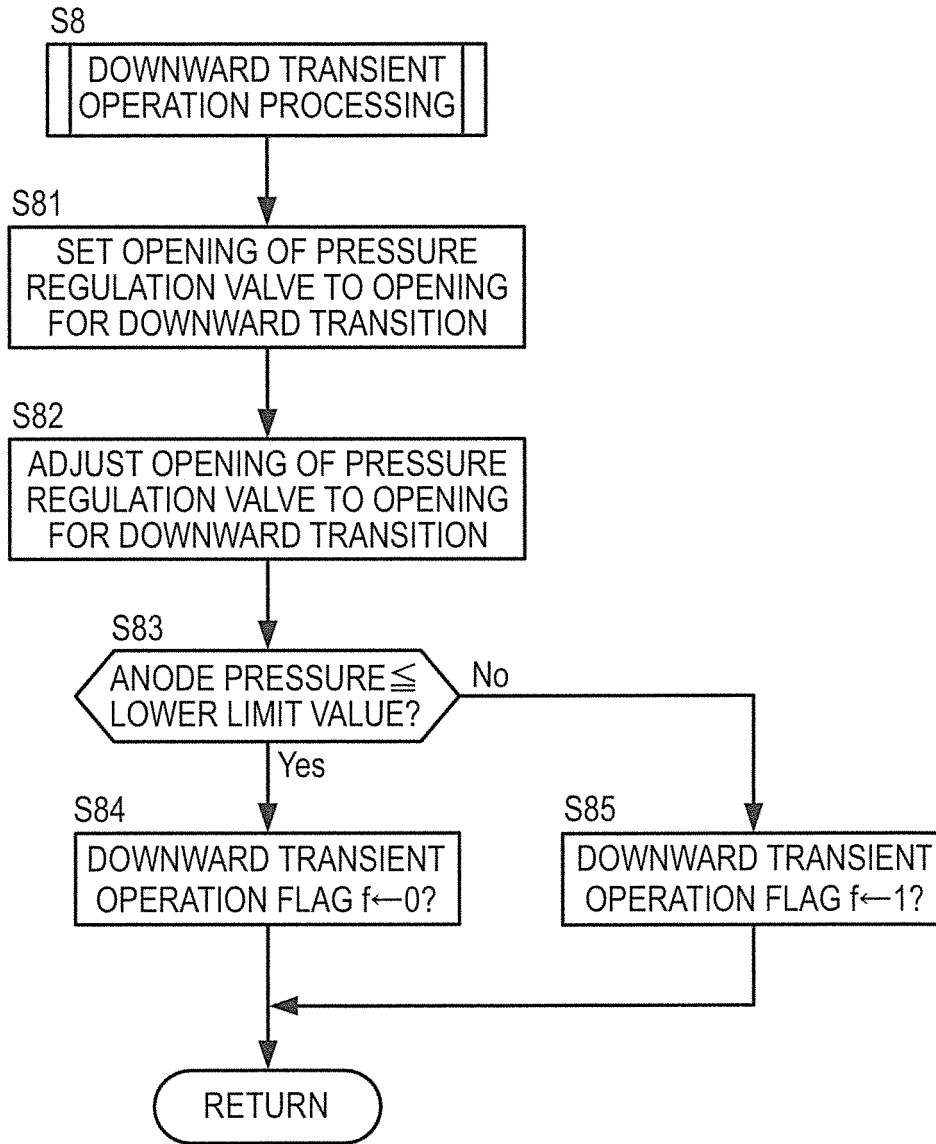 S8
DOWNWARD TRANSIENT
OPERATION PROCESSING
S81
SET OPENING OF PRESSURE
REGULATION VALVE TO OPENING
FOR DOWNWARD TRANSITION
S82
ADJUST OPENING OF PRESSURE
REGULATION VALVE TO OPENING
FOR DOWNWARD TRANSITION
S83
ANODE PRESSURE≦
LOWER LIMIT VALUE?
No
Yes
S84
DOWNWARD TRANSIENT
OPERATION FLAG f←0?
S85
DOWNWARD TRANSIENT
OPERATION FLAG f←1?
RETURN